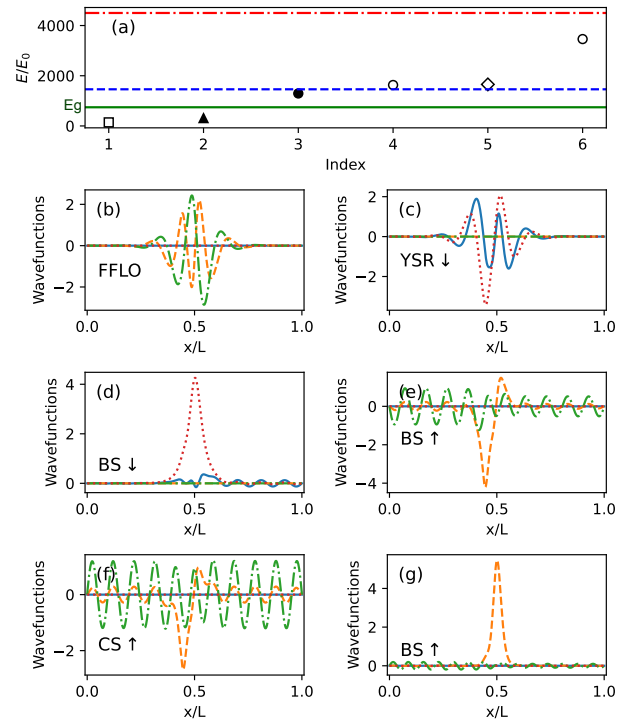 (a)
E/E0
4000
2000
Eg
0
1 2 3 4 5 6
Index
(b)
Wavefunctions
2
0
−2
FFLO
0.0 0.5 1.0
x/L
(c)
Wavefunctions
2
0
−2
YSR ↓
0.0 0.5 1.0
x/L
(d)
Wavefunctions
4
2
0
BS ↓
0.0 0.5 1.0
x/L
(e)
Wavefunctions
0
−2
−4
BS ↑
0.0 0.5 1.0
x/L
(f)
Wavefunctions
0
−2
CS ↑
0.0 0.5 1.0
x/L
(g)
Wavefunctions
4
2
0
BS ↑
0.0 0.5 1.0
x/L